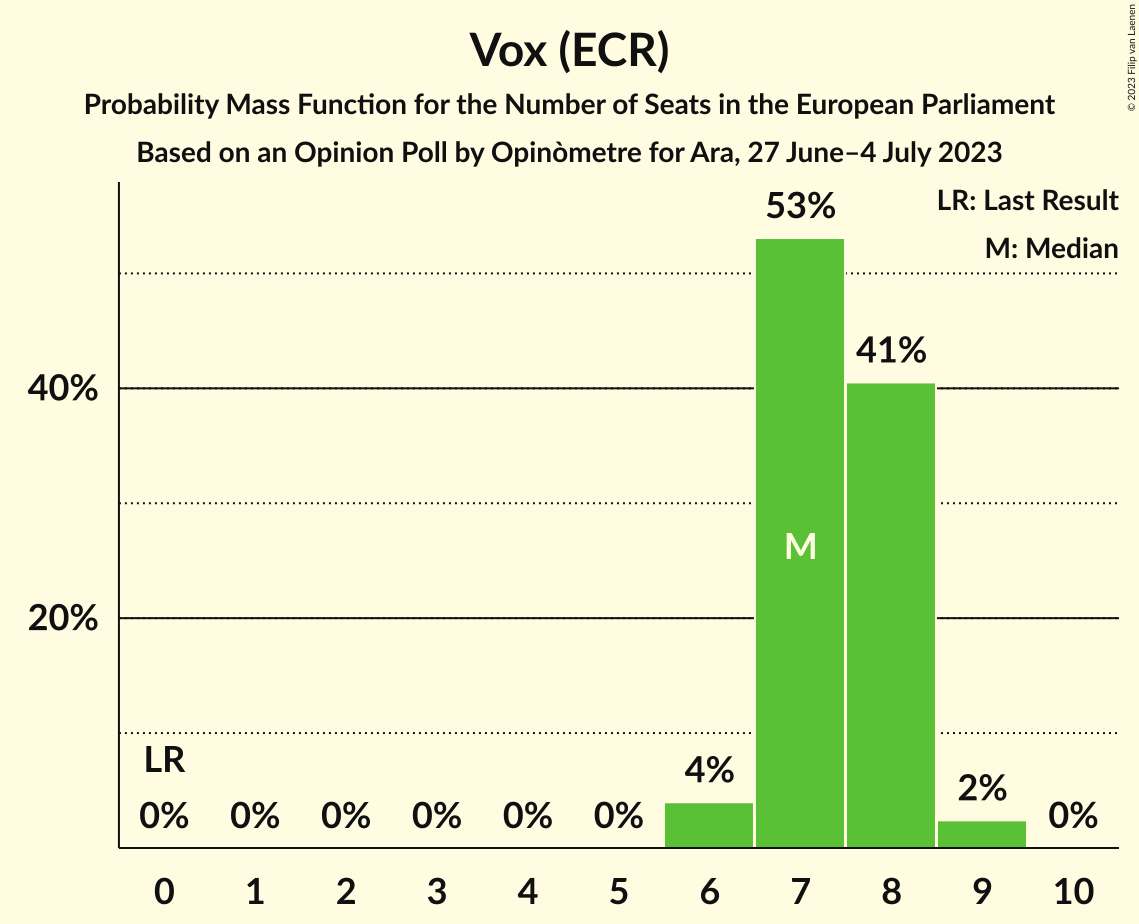 Vox (ECR)
Probability Mass Function for the Number of Seats in the European Parliament
Based on an Opinion Poll by Opinòmetre for Ara, 27 June–4 July 2023
© 2023 Filip van Laenen
LR: Last Result
M: Median
53%
41%
40%
M
20%
LR
4%
2%
0% 0% 0% 0% 0% 0% 0%
0 1 2 3 4 5 6 7 8 9 10